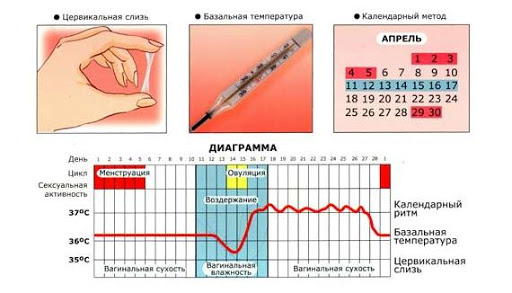 Цервикальная слизь
Базальная температура
Календарный метод
АПРЕЛЬ
1 2 3
4 5 6 7 8 9 10
11 12 13 14 15 16 17
18 19 20 21 22 23 24
25 26 27 28 29 30
ДИАГРАММА
День 1 2 3 4 5 6 7 8 9 10 11 12 13 14 15 16 17 18 19 20 21 22 23 24 25 26 27 28 1
Цикл Менструация Овуляция
Сексуальная активность
Воздержание
37°C
Календарный ритм
36°C
Базальная температура
35°C
Цервикальную слизь
Вагинальная сухость
Вагинальная влажность
Вагинальная сухость